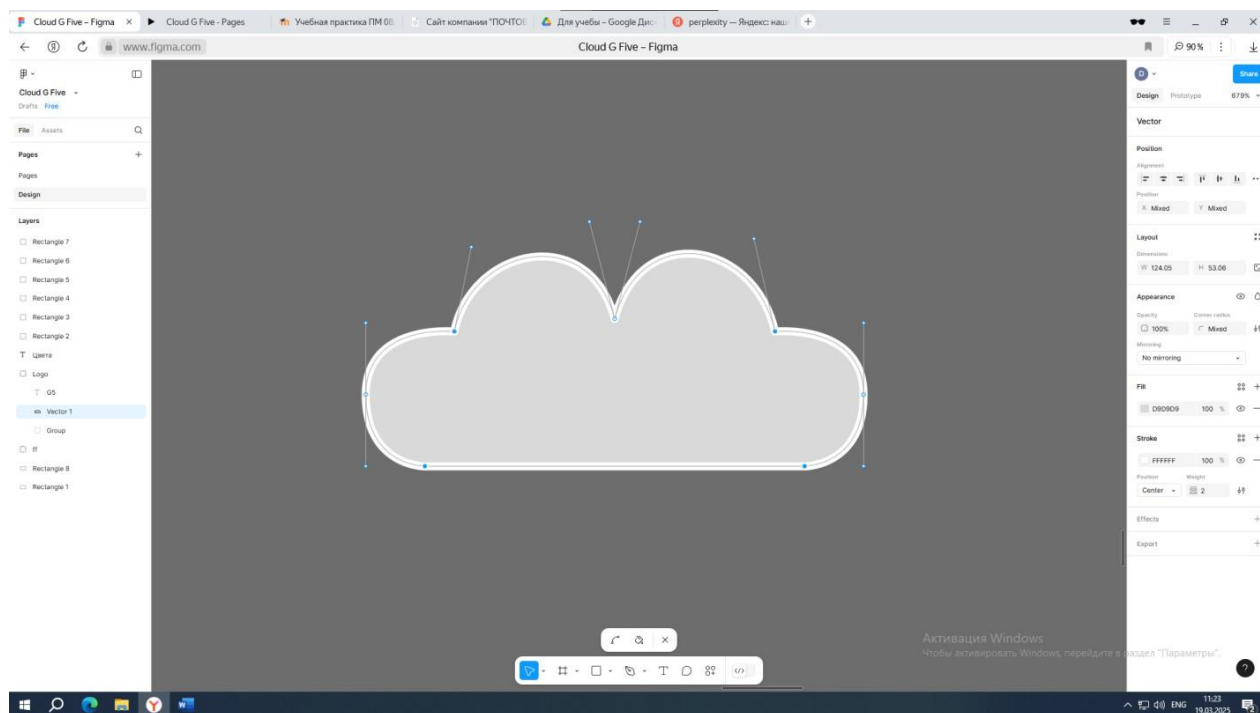 Cloud G Five – Figma
Cloud G Five - Pages
Учебная практика ПМ 08.
Сайт компании "ПОЧТОВ
Для учебы – Google Дис
perplexity — Яндекс: наш
www.figma.com
Cloud G Five – Figma
90 %
Cloud G Five
Drafts Free
File Assets
Pages
Pages
Design
Layers
Rectangle 7
Rectangle 6
Rectangle 5
Rectangle 4
Rectangle 3
Rectangle 2
Цвета
Logo
G5
Vector 1
Group
ff
Rectangle 8
Rectangle 1
D
Share
Design Prototype 679%
Vector
Position
Alignment
Position
X Mixed Y Mixed
Layout
Dimensions
W 124.05 H 53.06
Appearance
Opacity Corner radius
100% Mixed
Mirroring
No mirroring
Fill
D9D9D9 100 %
Stroke
FFFFFF 100 %
Position Weight
Center 2
Effects
Export
Активация Windows
Чтобы активировать Windows, перейдите в раздел "Параметры".
ENG
11:23
19.03.2025